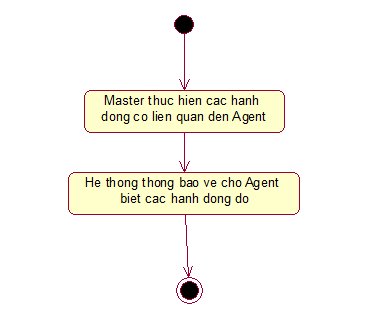 Master thuc hien cac hanh
dong co lien quan den Agent
He thong thong bao ve cho Agent
biet cac hanh dong do